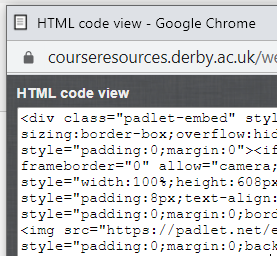 HTML code view - Google Chrome
courseresources.derby.ac.uk/we
HTML code view
<div class="padlet-embed" styl
sizing:border-box;overflow:hid
style="padding:0;margin:0"><if
frameborder="0" allow="camera;
style="width:100%;height:608px
style="padding:8px;text-align:
style="padding:0;margin:0;bord
<img src="https://padlet.net/e
style="padding:0;margin:0;back